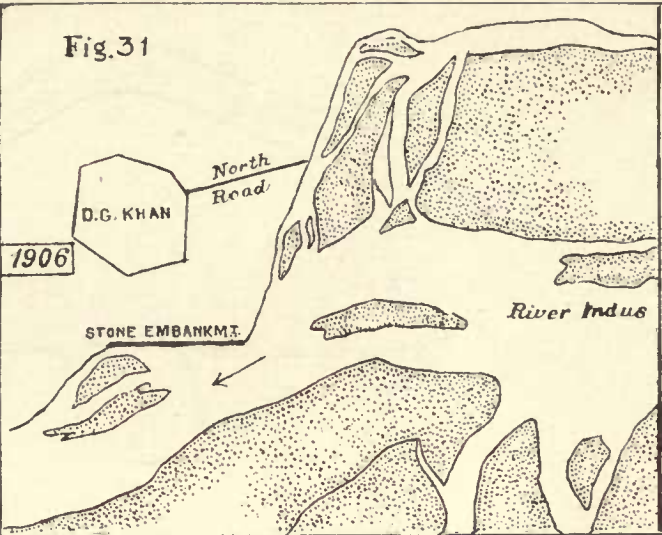 Fig.31
North
Road
D.G. KHAN
1906
River Indus
STONE EMBANKMT.